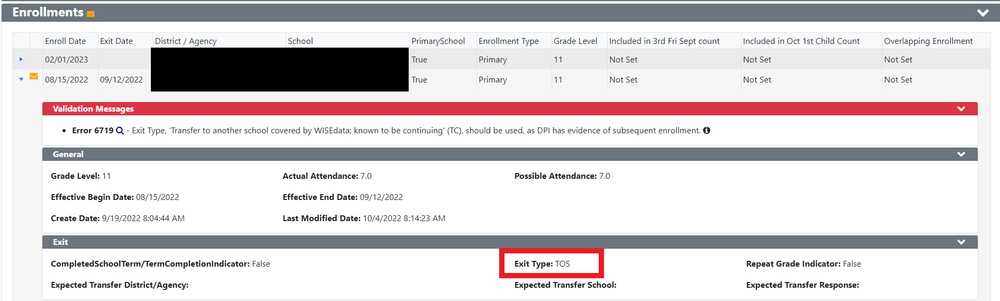 Enrollments
Enroll Date Exit Date District / Agency School PrimarySchool Enrollment Type Grade Level Included in 3rd Fri Sept count Included in Oct 1st Child Count Overlapping Enrollment
02/01/2023 True Primary 11 Not Set Not Set Not Set
08/15/2022 09/12/2022 True Primary 11 Not Set Not Set Not Set
Validation Messages
• Error 6719 - Exit Type, 'Transfer to another school covered by WISEdata; known to be continuing' (TC), should be used, as DPI has evidence of subsequent enrollment.
General
Grade Level: 11 Actual Attendance: 7.0 Possible Attendance: 7.0
Effective Begin Date: 08/15/2022 Effective End Date: 09/12/2022
Create Date: 9/19/2022 8:04:44 AM Last Modified Date: 10/4/2022 8:14:23 AM
Exit
CompletedSchoolTerm/TermCompletionIndicator: False Exit Type: TOS Repeat Grade Indicator: False
Expected Transfer District/Agency: Expected Transfer School: Expected Transfer Response: